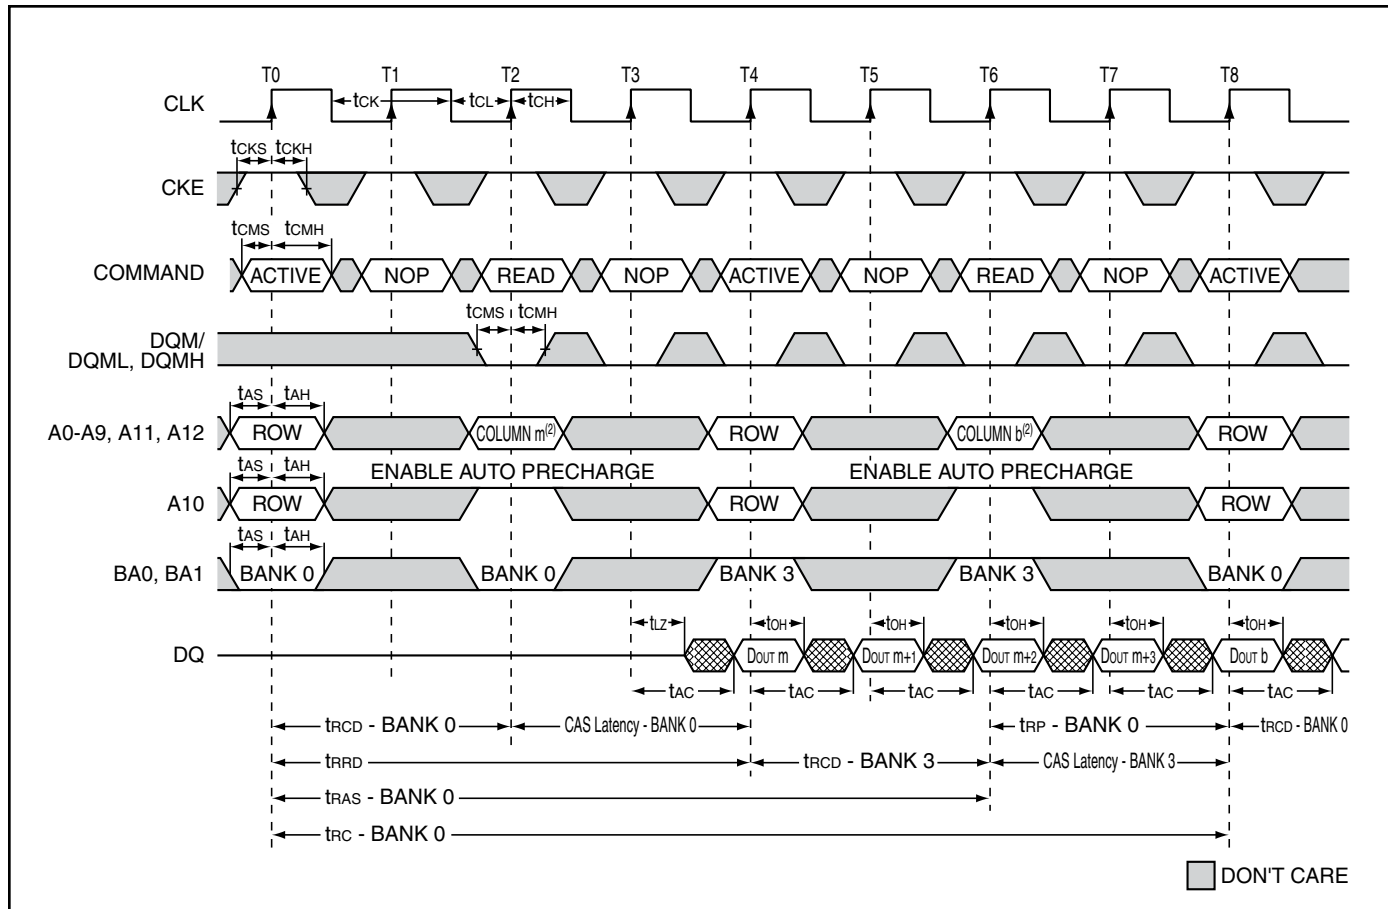 T0 T1 T2 T3 T4 T5 T6 T7 T8
CLK tCK tCL tCH
tCKS tCKH
CKE
tCMS tCMH
COMMAND ACTIVE NOP READ NOP ACTIVE NOP READ NOP ACTIVE
tCMS tCMH
DQM/
DQML, DQMH
tAS tAH
A0-A9, A11, A12 ROW COLUMN m(2) ROW COLUMN b(2) ROW
tAS tAH ENABLE AUTO PRECHARGE ENABLE AUTO PRECHARGE
A10 ROW ROW ROW
tAS tAH
BA0, BA1 BANK 0 BANK 0 BANK 3 BANK 3 BANK 0
tLZ tOH tOH tOH tOH tOH
DQ DOUT m DOUT m+1 DOUT m+2 DOUT m+3 DOUT b
tAC tAC tAC tAC tAC tAC
tRCD - BANK 0 CAS Latency - BANK 0 tRP - BANK 0 tRCD - BANK 0
tRRD tRCD - BANK 3 CAS Latency - BANK 3
tRAS - BANK 0
tRC - BANK 0
DON'T CARE